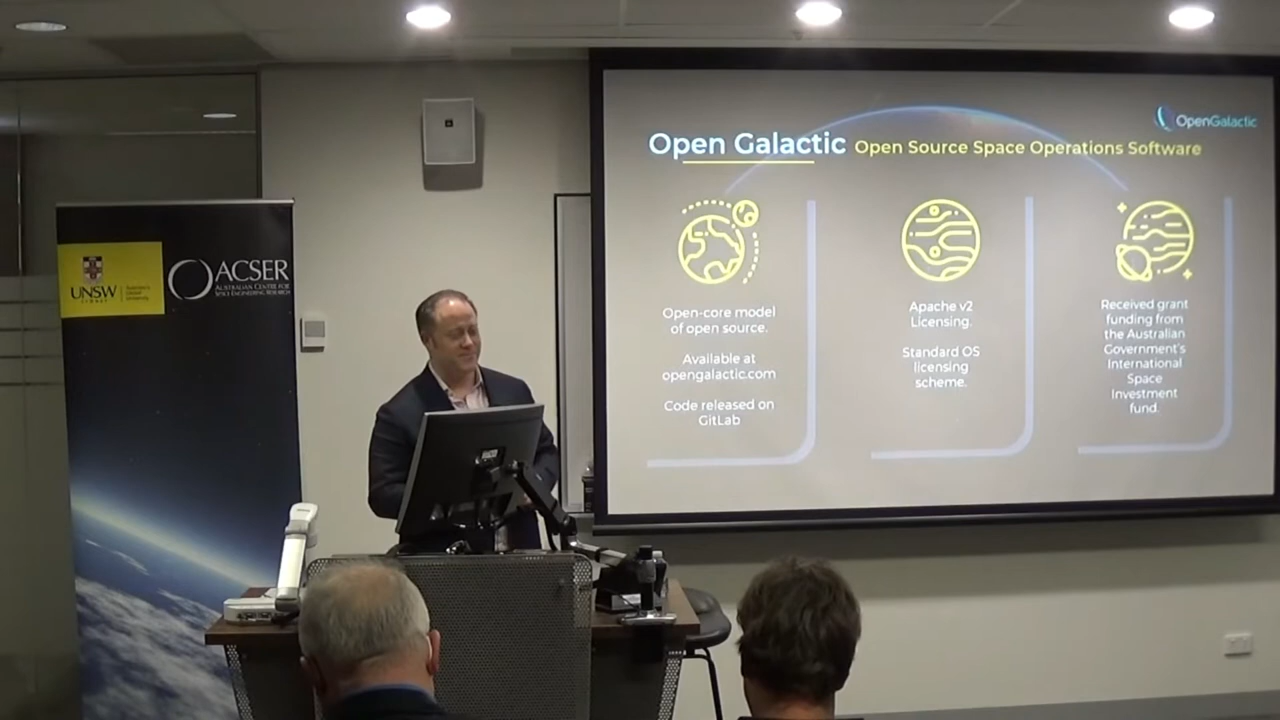 UNSW
SYDNEY
ACSER
AUSTRALIAN CENTRE FOR
SPACE ENGINEERING RESEARCH
OpenGalactic
Open Galactic Open Source Space Operations Software
Open-core model
of open source.
Available at
opengalactic.com
Code released on
GitLab
Apache v2
Licensing.
Standard OS
licensing
scheme.
Received grant
funding from
the Australian
Government's
International
Space
Investment
fund.